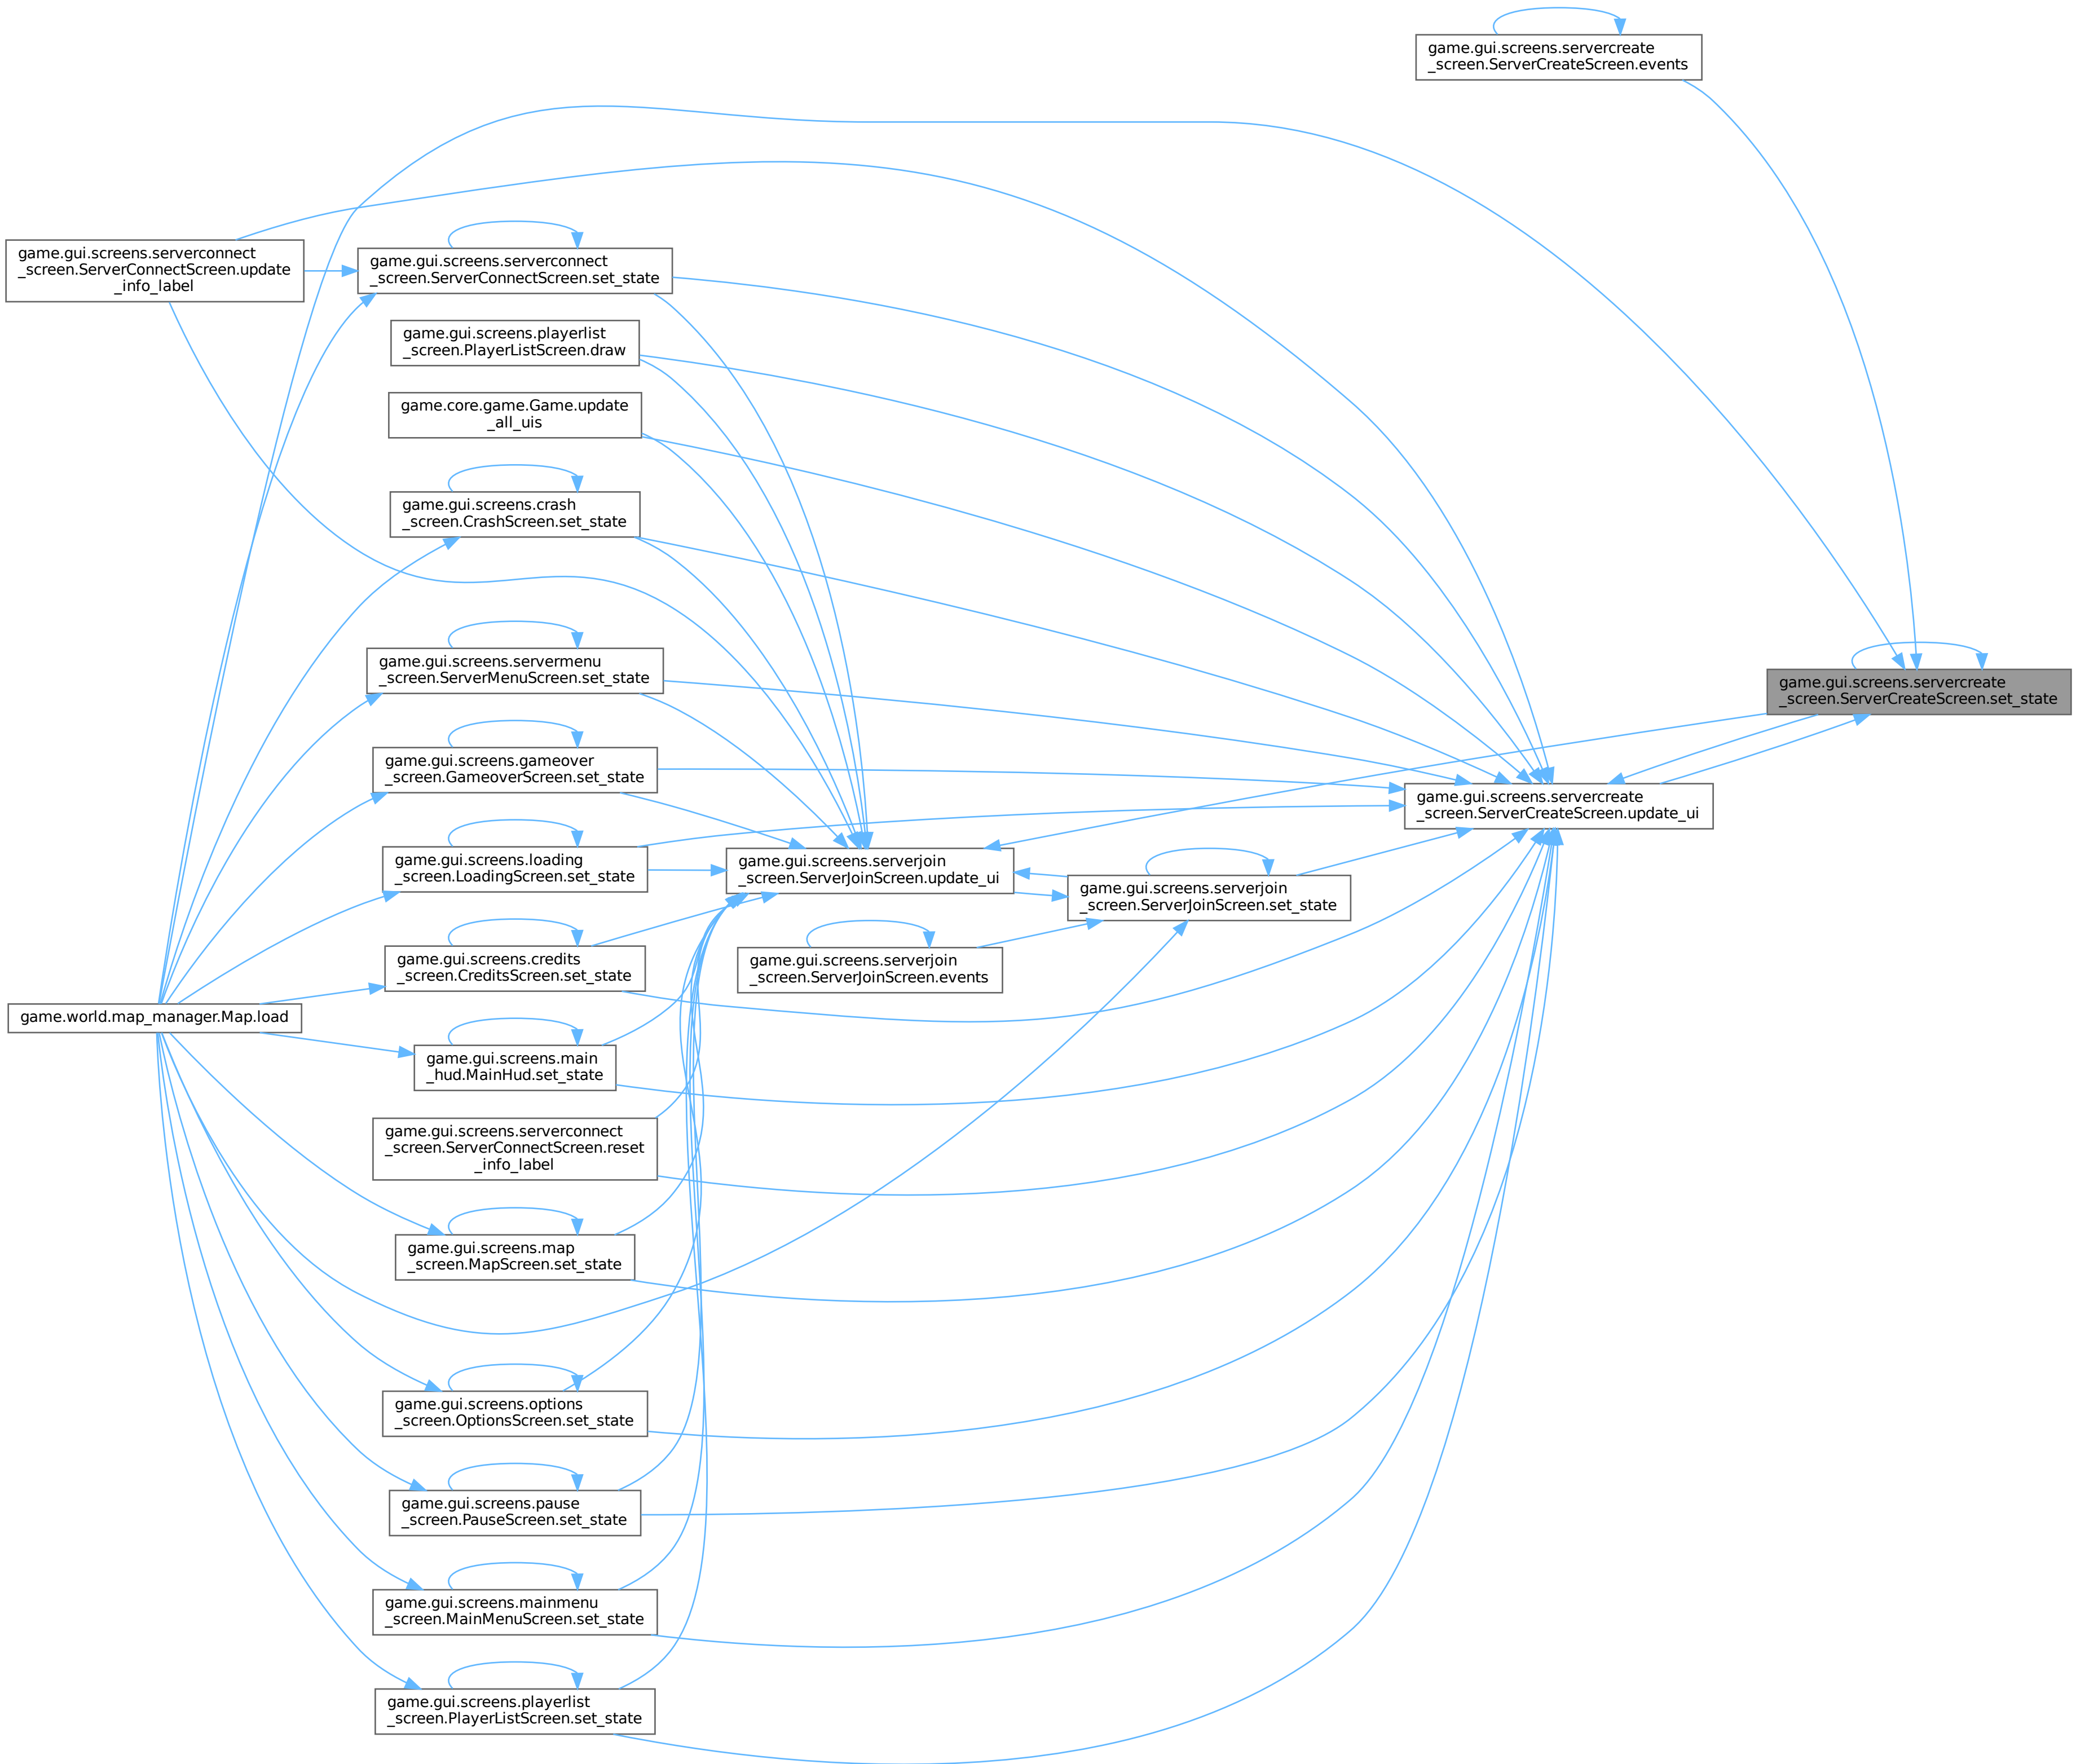 game.gui.screens.servercreate
_screen.ServerCreateScreen.events
game.gui.screens.serverconnect
_screen.ServerConnectScreen.update
_info_label
game.gui.screens.serverconnect
_screen.ServerConnectScreen.set_state
game.gui.screens.playerlist
_screen.PlayerListScreen.draw
game.core.game.Game.update
_all_uis
game.gui.screens.crash
_screen.CrashScreen.set_state
game.gui.screens.servermenu
_screen.ServerMenuScreen.set_state
game.gui.screens.servercreate
_screen.ServerCreateScreen.set_state
game.gui.screens.gameover
_screen.GameoverScreen.set_state
game.gui.screens.servercreate
_screen.ServerCreateScreen.update_ui
game.gui.screens.loading
_screen.LoadingScreen.set_state
game.gui.screens.serverjoin
_screen.ServerJoinScreen.update_ui
game.gui.screens.serverjoin
_screen.ServerJoinScreen.set_state
game.gui.screens.credits
_screen.CreditsScreen.set_state
game.gui.screens.serverjoin
_screen.ServerJoinScreen.events
game.world.map_manager.Map.load
game.gui.screens.main
_hud.MainHud.set_state
game.gui.screens.serverconnect
_screen.ServerConnectScreen.reset
_info_label
game.gui.screens.map
_screen.MapScreen.set_state
game.gui.screens.options
_screen.OptionsScreen.set_state
game.gui.screens.pause
_screen.PauseScreen.set_state
game.gui.screens.mainmenu
_screen.MainMenuScreen.set_state
game.gui.screens.playerlist
_screen.PlayerListScreen.set_state